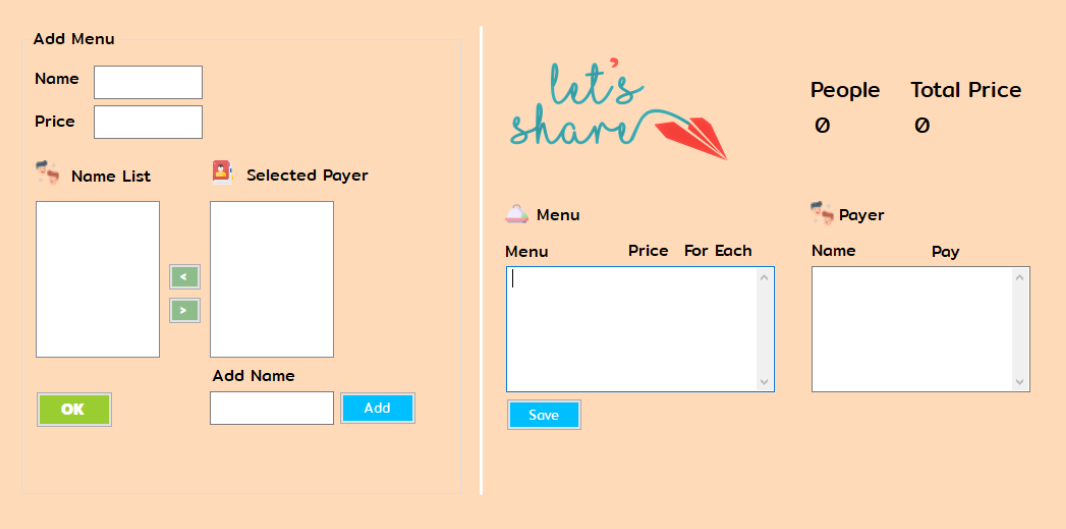 Add Menu
Name
Price
Name List
Selected Payer
<
>
Add Name
OK
Add
let's
share
People Total Price
0 0
Menu
Menu Price For Each
Save
Payer
Name Pay